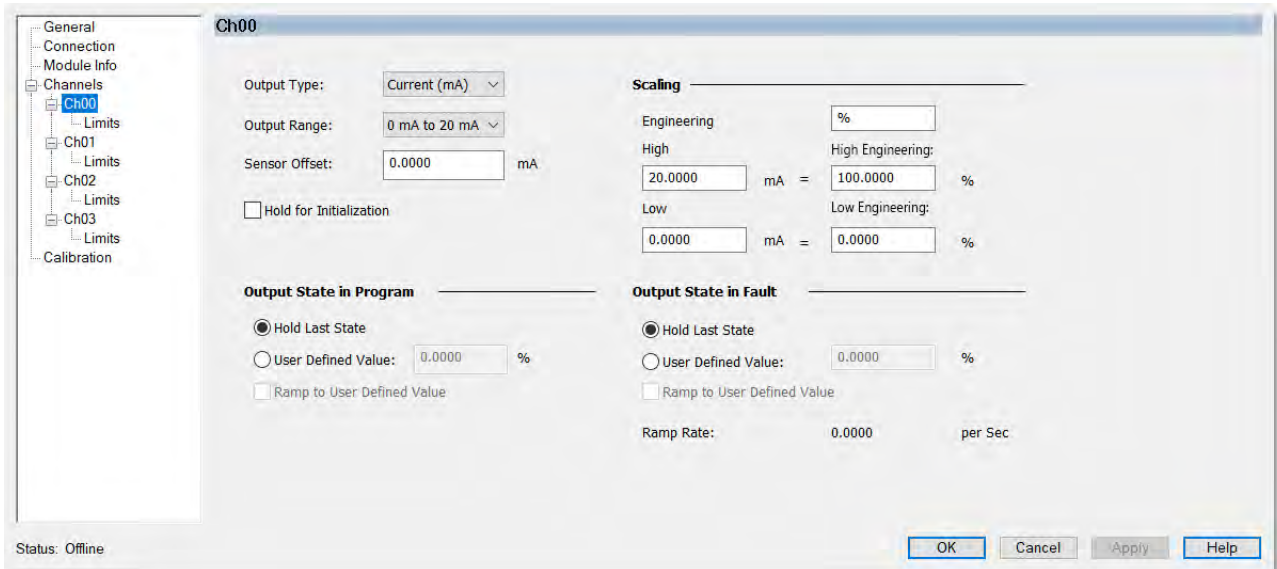 General
Connection
Module Info
Channels
Ch00
Limits
Ch01
Limits
Ch02
Limits
Ch03
Limits
Calibration
Ch00
Output Type: Current (mA)
Output Range: 0 mA to 20 mA
Sensor Offset: 0.0000 mA
Hold for Initialization
Scaling
Engineering %
High High Engineering:
20.0000 mA = 100.0000 %
Low Low Engineering:
0.0000 mA = 0.0000 %
Output State in Program
Hold Last State
User Defined Value: 0.0000 %
Ramp to User Defined Value
Output State in Fault
Hold Last State
User Defined Value: 0.0000 %
Ramp to User Defined Value
Ramp Rate: 0.0000 per Sec
Status: Offline
OK Cancel Apply Help